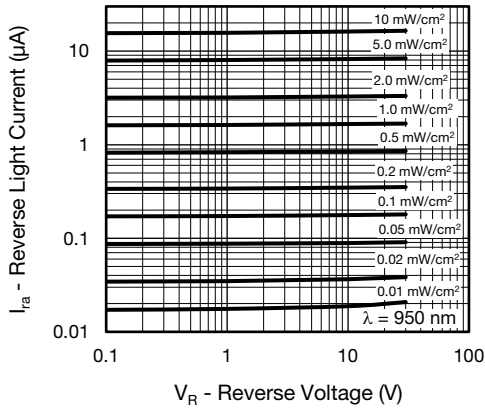 10 mW/cm²
5.0 mW/cm²
2.0 mW/cm²
1.0 mW/cm²
0.5 mW/cm²
0.2 mW/cm²
0.1 mW/cm²
0.05 mW/cm²
0.02 mW/cm²
0.01 mW/cm²
λ = 950 nm
Ira - Reverse Light Current (µA)
10
1
0.1
0.01
0.1 1 10 100
VR - Reverse Voltage (V)